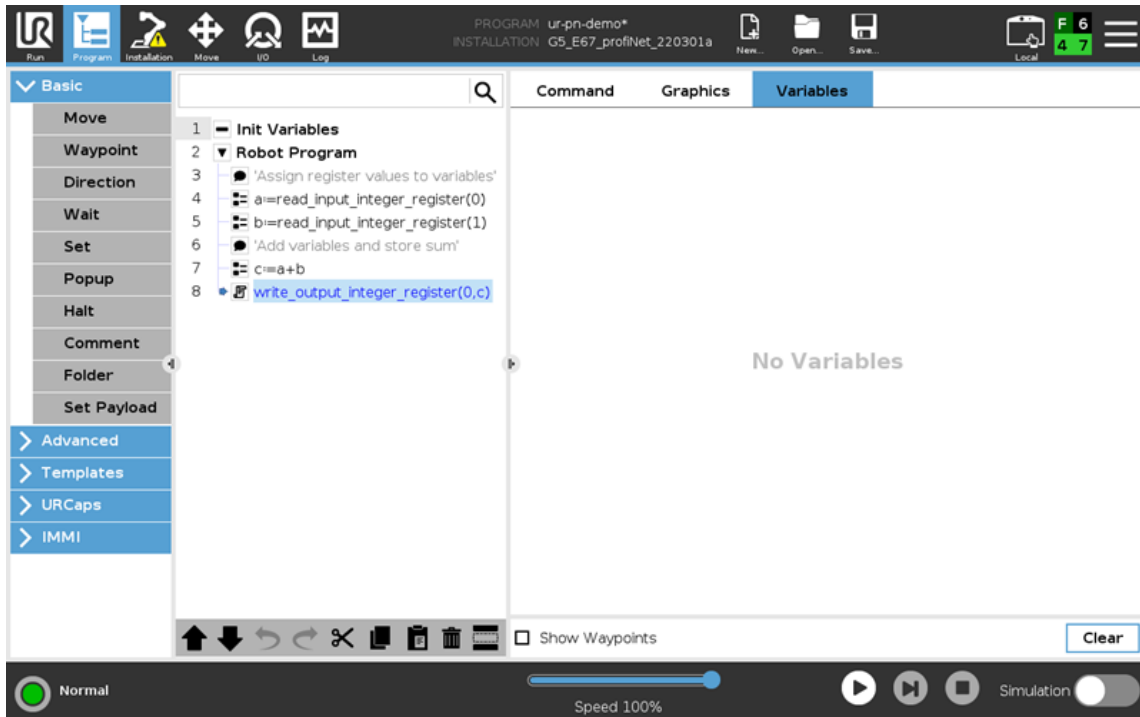 UR
Run
Program
Installation
Move
I/O
Log
PROGRAM ur-pn-demo*
INSTALLATION G5_E67_profiNet_220301a
New...
Open...
Save...
Local
F 6
4 7
Basic
Move
Waypoint
Direction
Wait
Set
Popup
Halt
Comment
Folder
Set Payload
Advanced
Templates
URCaps
IMMI
1 Init Variables
2 Robot Program
3 'Assign register values to variables'
4 a≔read_input_integer_register(0)
5 b≔read_input_integer_register(1)
6 'Add variables and store sum'
7 c≔a+b
8 write_output_integer_register(0,c)
Command Graphics Variables
No Variables
Show Waypoints
Clear
Normal
Speed 100%
Simulation